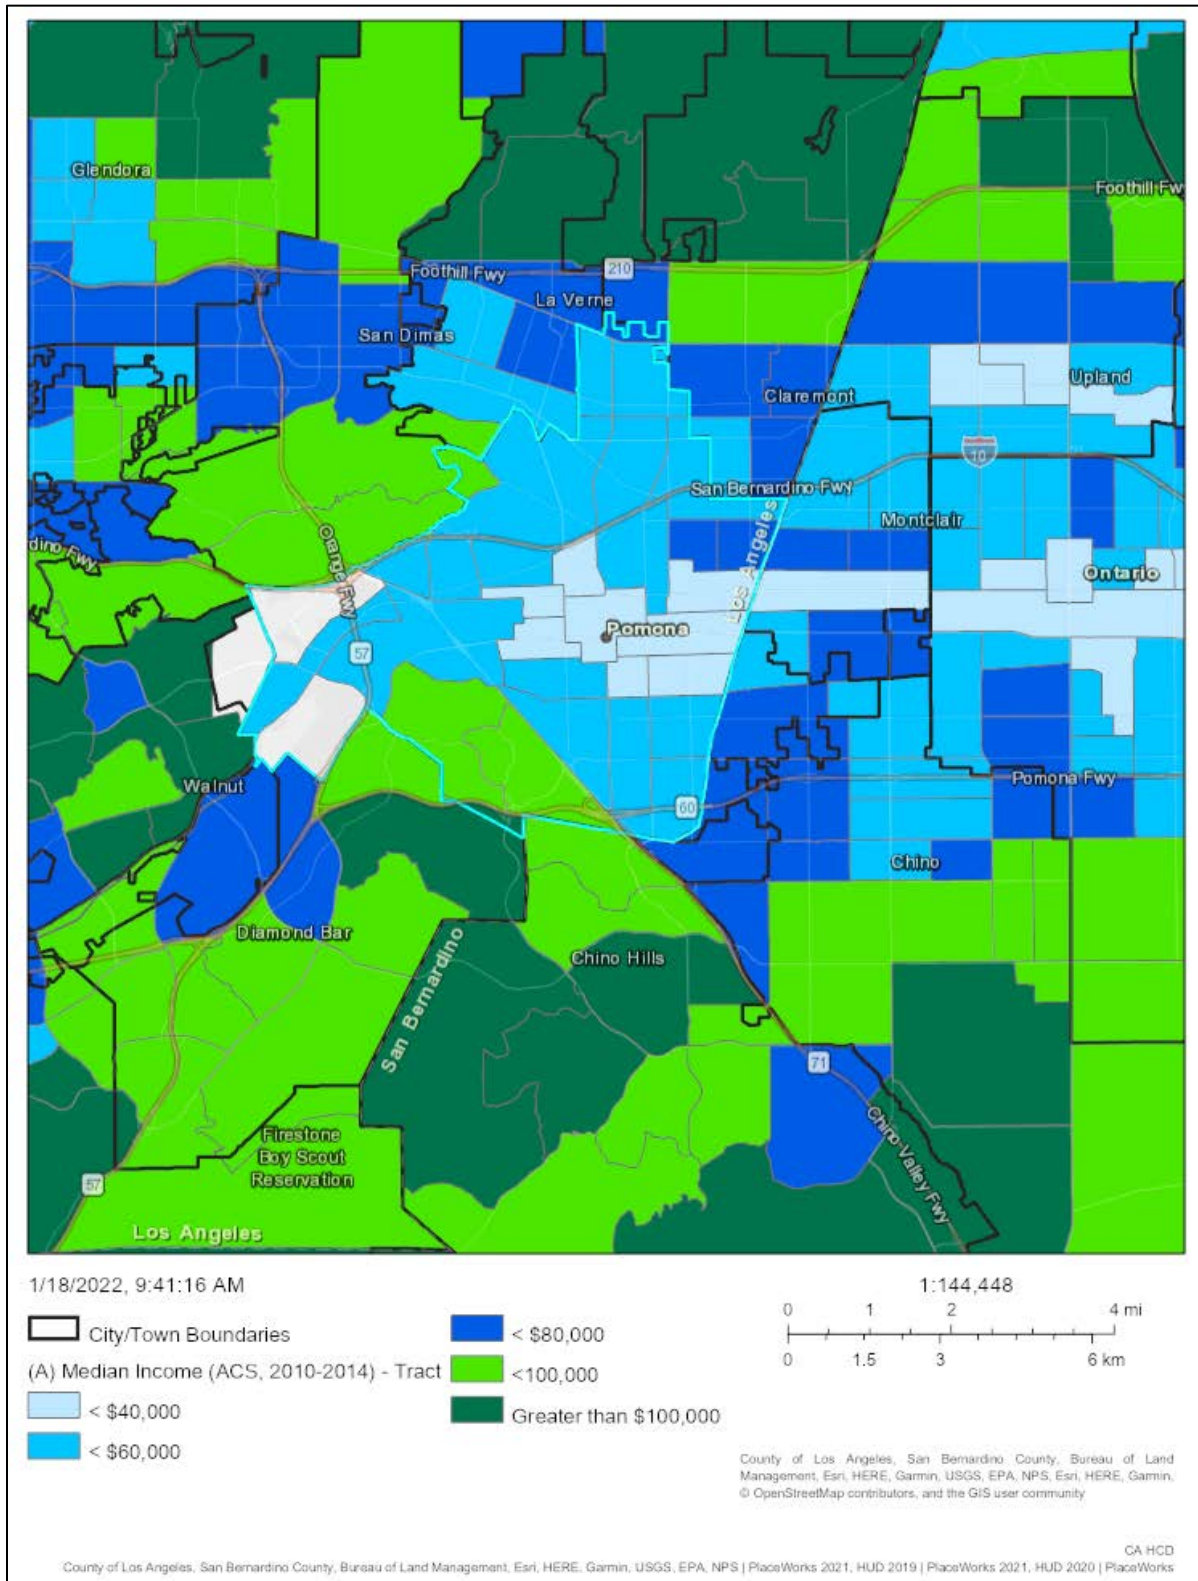 Glendora
Foothill Fw
Foothill Fwy
210
La Verne
San Dimas
Upland
Claremont
10
San Bernardino Fwy
Montclair
dino Fwy
Orange Fwy
Los Angeles
Ontario
Pomona
57
Walnut
Pomona Fwy
60
Chino
Diamond Bar
San Bernardino
Chino Hills
71
Firestone
Boy Scout
Reservation
Chino Valley Fwy
57
Los Angeles
1/18/2022, 9:41:16 AM
1:144,448
0 1 2 4 mi
0 1.5 3 6 km
City/Town Boundaries
(A) Median Income (ACS, 2010-2014) - Tract
< $40,000
< $60,000
< $80,000
<100,000
Greater than $100,000
County of Los Angeles, San Bernardino County, Bureau of Land
Management, Esri, HERE, Garmin, USGS, EPA, NPS, Esri, HERE, Garmin,
© OpenStreetMap contributors, and the GIS user community
CA HCD
County of Los Angeles, San Bernardino County, Bureau of Land Management, Esri, HERE, Garmin, USGS, EPA, NPS | PlaceWorks 2021, HUD 2019 | PlaceWorks 2021, HUD 2020 | PlaceWorks